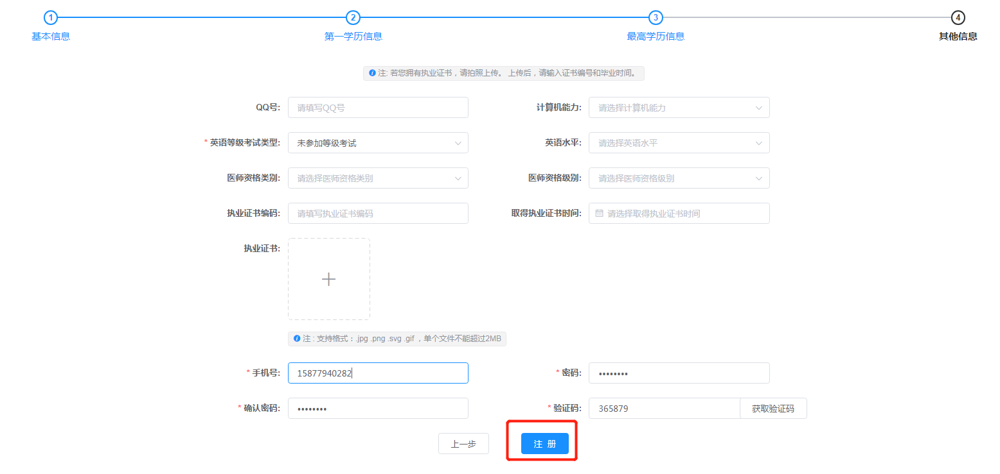 1 2 3 4
基本信息 第一学历信息 最高学历信息 其他信息
注: 若您拥有执业证书，请拍照上传。 上传后，请输入证书编号和毕业时间。
QQ号: 请填写QQ号 计算机能力: 请选择计算机能力
* 英语等级考试类型: 未参加等级考试 英语水平: 请选择英语水平
医师资格类别: 请选择医师资格类别 医师资格级别: 请选择医师资格级别
执业证书编码: 请填写执业证书编码 取得执业证书时间: 请选择取得执业证书时间
执业证书:
注 : 支持格式：.jpg .png .svg .gif ，单个文件不能超过2MB
* 手机号: 15877940282 * 密码: ••••••••
* 确认密码: •••••••• * 验证码: 365879 获取验证码
上一步 注 册